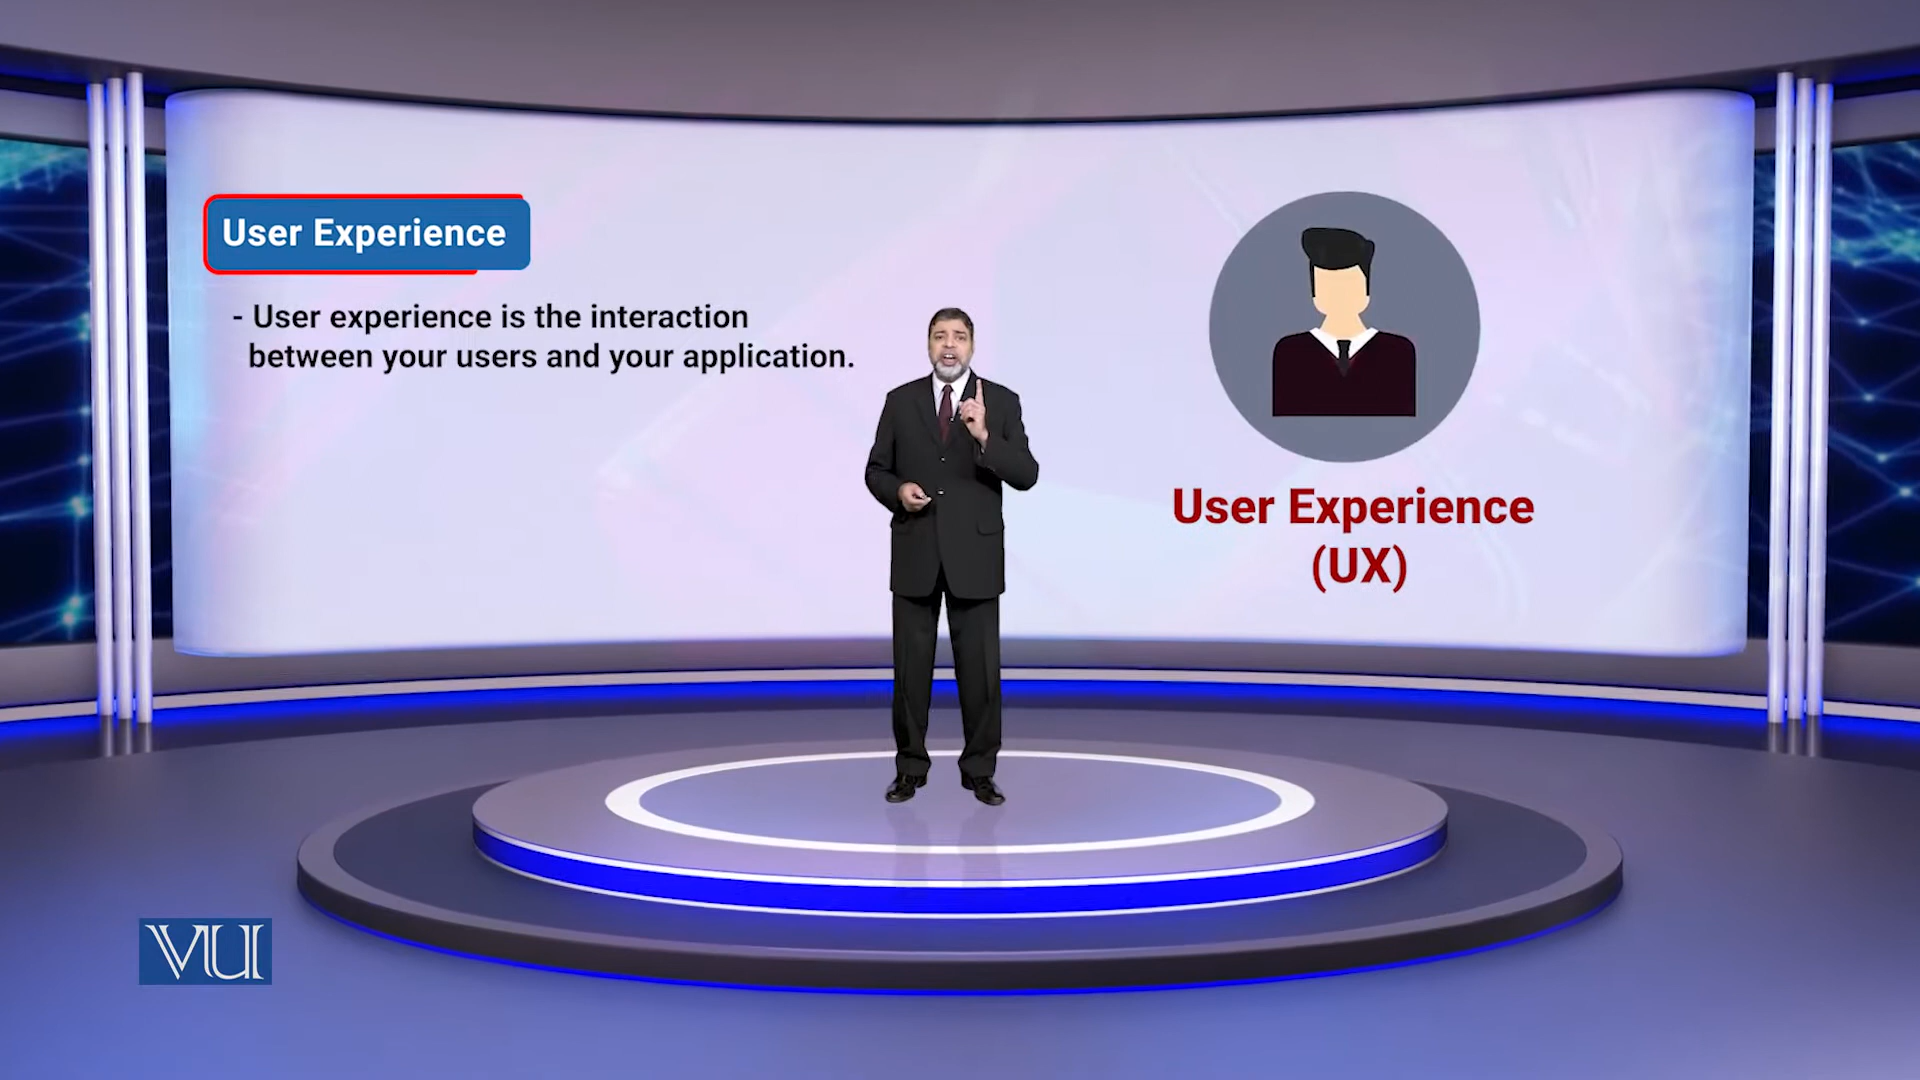 User Experience
- User experience is the interaction
between your users and your application.
User Experience
(UX)
VU